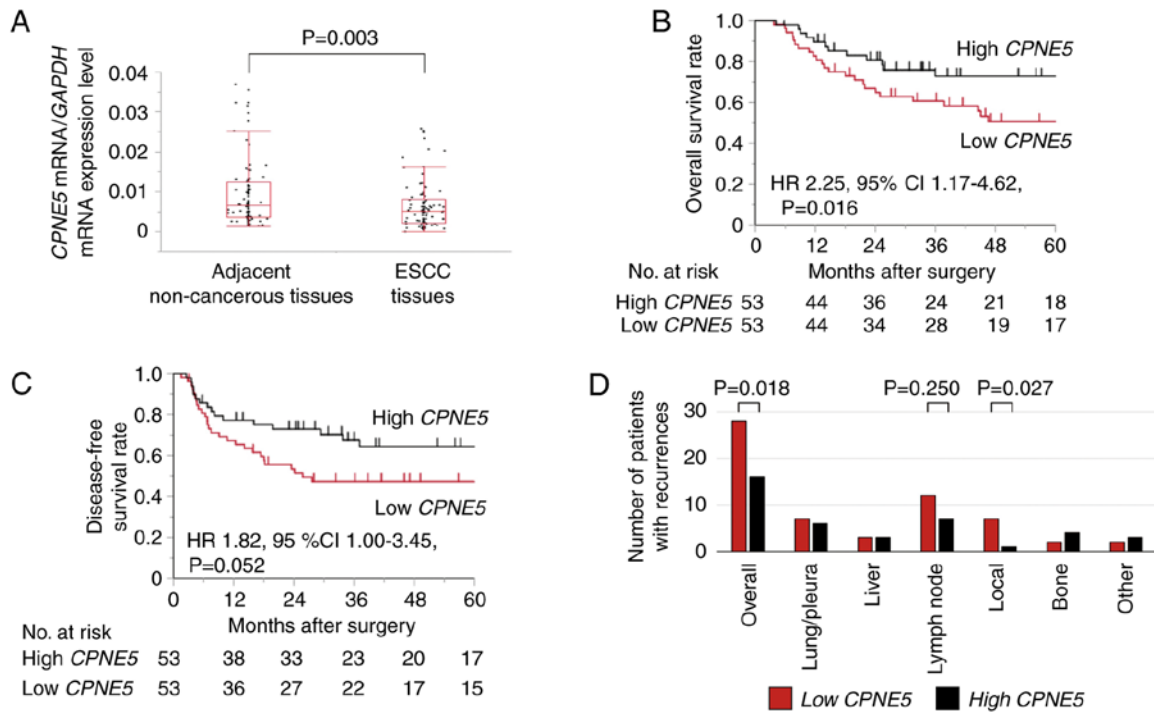 A
P=0.003
CPNE5 mRNA/GAPDH
mRNA expression level
0.04
0.03
0.02
0.01
0
Adjacent
non-cancerous tissues
ESCC
tissues
B
Overall survival rate
1.0
0.8
0.6
0.4
0.2
0
High CPNE5
Low CPNE5
HR 2.25, 95% CI 1.17-4.62,
P=0.016
0 12 24 36 48 60
No. at risk Months after surgery
High CPNE5 53 44 36 24 21 18
Low CPNE5 53 44 34 28 19 17
C
Disease-free
survival rate
1.0
0.8
0.6
0.4
0.2
0
High CPNE5
Low CPNE5
HR 1.82, 95 %CI 1.00-3.45,
P=0.052
0 12 24 36 48 60
Months after surgery
No. at risk
High CPNE5 53 38 33 23 20 17
Low CPNE5 53 36 27 22 17 15
D
P=0.018 P=0.250 P=0.027
Number of patients
with recurrences
30
20
10
0
Overall
Lung/pleura
Liver
Lymph node
Local
Bone
Other
Low CPNE5 High CPNE5